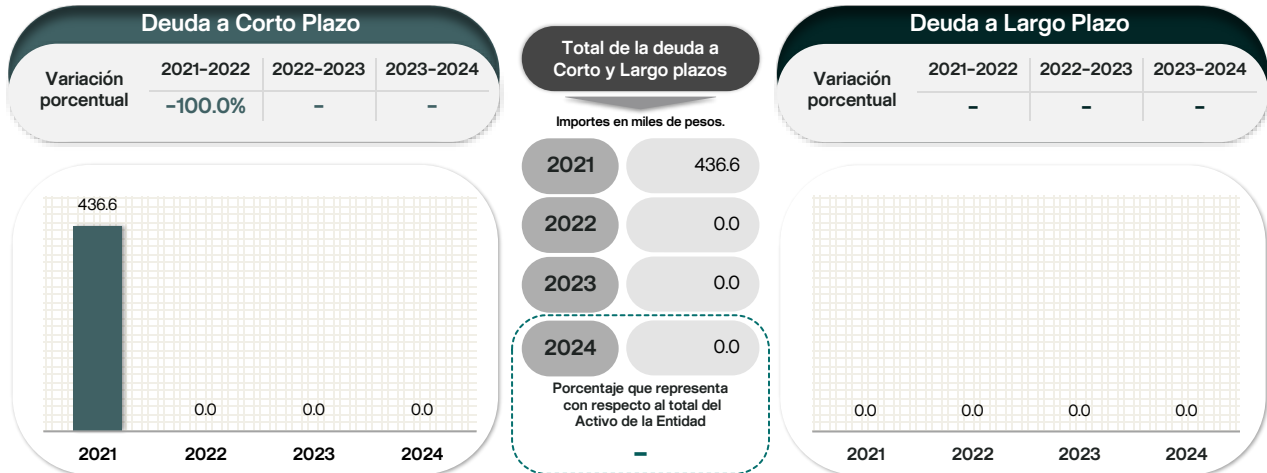 Deuda a Corto Plazo
Variación porcentual
2021-2022 2022-2023 2023-2024
-100.0% - -
436.6
0.0 0.0 0.0
2021 2022 2023 2024
Total de la deuda a
Corto y Largo plazos
Importes en miles de pesos.
2021 436.6
2022 0.0
2023 0.0
2024 0.0
Porcentaje que representa
con respecto al total del
Activo de la Entidad
-
Deuda a Largo Plazo
Variación porcentual
2021-2022 2022-2023 2023-2024
- - -
0.0 0.0 0.0 0.0
2021 2022 2023 2024